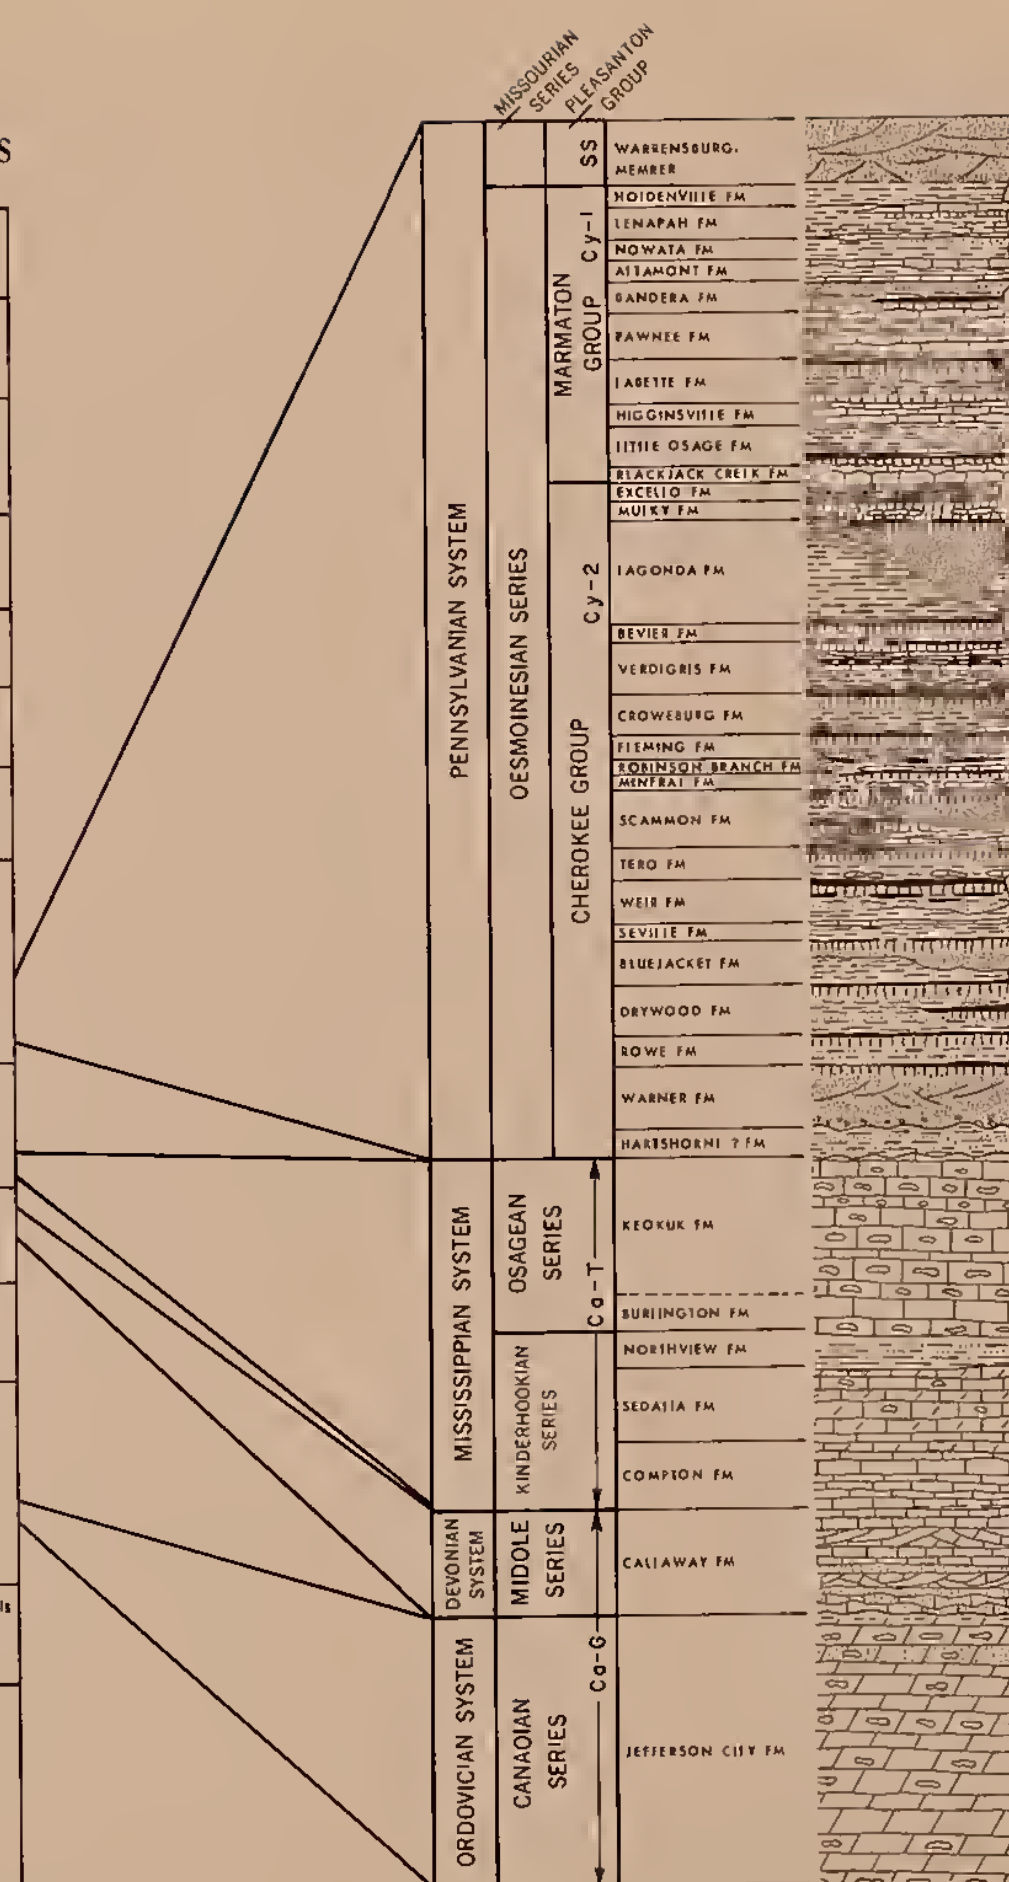 MISSOURIAN
SERIES
PLEASANTON
GROUP
S
SS
WARRENSBURG.
MEMBER
HOIDENVILLE FM
LENAPAH FM
Cy-1
NOWATA FM
ALTAMONT FM
BANDERA FM
MARMATON
GROUP
PAWNEE FM
LABETTE FM
HIGGINSVILLE FM
LITTLE OSAGE FM
BLACKJACK CREEK FM
EXCELLO FM
MULKY FM
PENNSYLVANIAN SYSTEM
OESMOINESIAN SERIES
Cy-2
LAGONDA FM
BEVIER FM
VERDIGRIS FM
CROWEBURG FM
FLEMING FM
ROBINSON BRANCH FM
MINERAL FM
CHEROKEE GROUP
SCAMMON FM
TEBO FM
WEIR FM
SEVILLE FM
BLUEJACKET FM
DRYWOOD FM
ROWE FM
WARNER FM
HARTSHORNE ? FM
MISSISSIPPIAN SYSTEM
OSAGEAN
SERIES
Ca-T
KEOKUK FM
BURLINGTON FM
KINDERHOOKIAN
SERIES
NORTHVIEW FM
SEDALIA FM
COMPTON FM
DEVONIAN
SYSTEM
MIDOLE
SERIES
CALLAWAY FM
ls
Ca-G
ORDOVICIAN SYSTEM
CANAOIAN
SERIES
JEFFERSON CITY FM